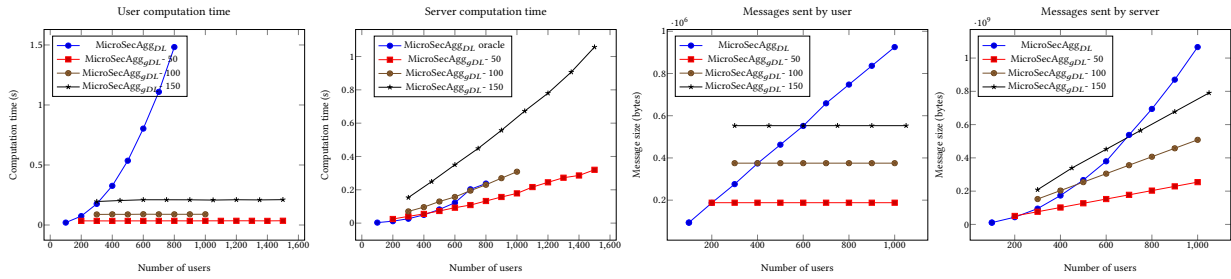 User computation time
MicroSecAgg_DL
MicroSecAgg_gDL- 50
MicroSecAgg_gDL- 100
MicroSecAgg_gDL- 150
Computation time (s)
1.5
1
0.5
0
0 200 400 600 800 1,000 1,200 1,400 1,600
Number of users
Server computation time
MicroSecAgg_DL oracle
MicroSecAgg_gDL- 50
MicroSecAgg_gDL- 100
MicroSecAgg_gDL- 150
Computation time (s)
1
0.8
0.6
0.4
0.2
0
0 200 400 600 800 1,000 1,200 1,400 1,600
Number of users
Messages sent by user
·10^6
MicroSecAgg_DL
MicroSecAgg_gDL- 50
MicroSecAgg_gDL- 100
MicroSecAgg_gDL- 150
Message size (bytes)
1
0.8
0.6
0.4
0.2
200 400 600 800 1,000
Number of users
Messages sent by server
·10^9
MicroSecAgg_DL
MicroSecAgg_gDL- 50
MicroSecAgg_gDL- 100
MicroSecAgg_gDL- 150
Message size (bytes)
1
0.8
0.6
0.4
0.2
0
200 400 600 800 1,000
Number of users